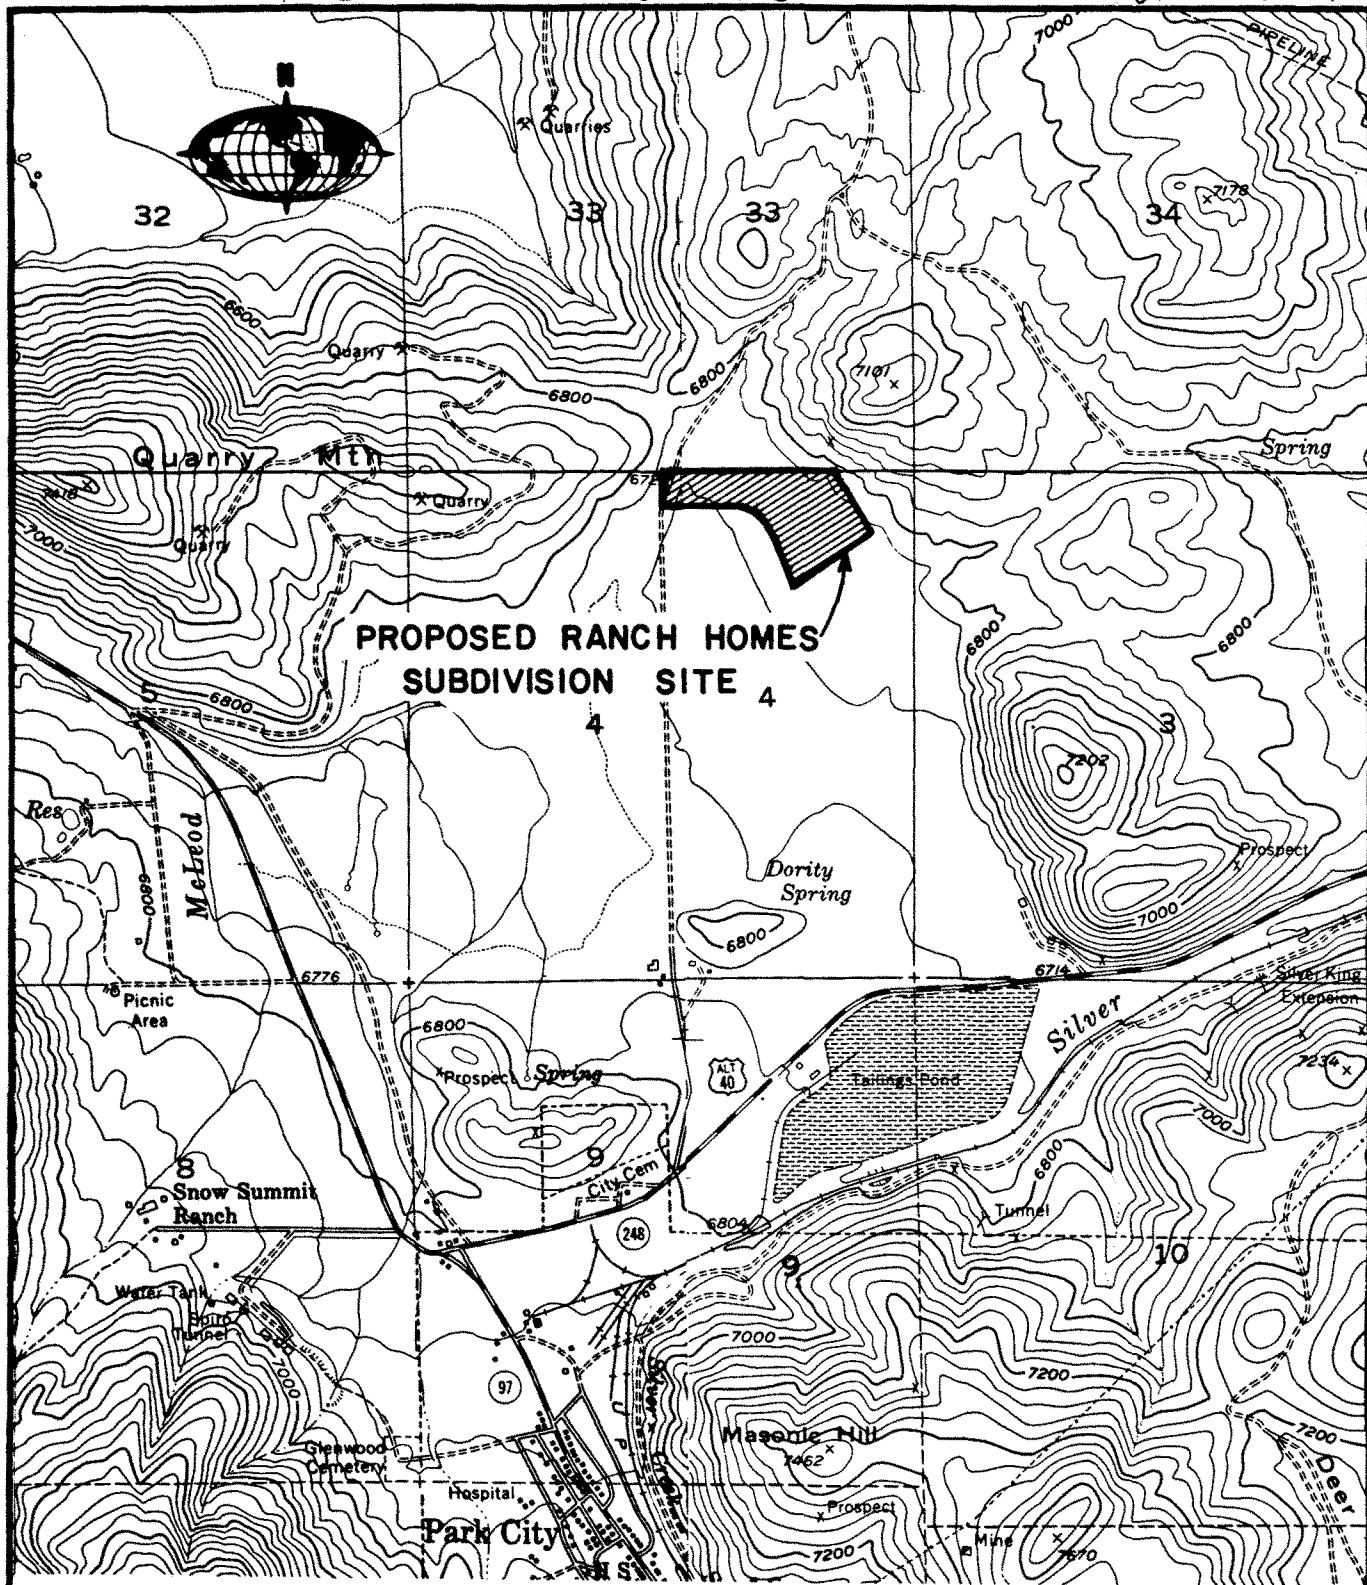 N
7000
PIPELINE
Quarries
32
33
33
34
7178
6600
Quarry
6800
6800
7101
Quarry Mtn
Spring
Quarry
Quarry
7000
PROPOSED RANCH HOMES
SUBDIVISION SITE
6800
6800
5
6800
4
4
3
7202
Res
McLeod
6800
Prospect
Dority
Spring
7000
6800
6776
6714
Silver King
Extension
Picnic
Area
Silver
6800
ALT
40
Prospect
Spring
Tailings Pond
7234
7000
6800
8
9
City Cem
Snow Summit
Ranch
Tunnel
248
6804
9
10
Water Tank
Spiro
Tunnel
7000
7000
7200
97
Silver Creek
U P
Masonic Hill
7462
7200
Deer
Glenwood
Cemetery
Hospital
Prospect
Park City
7200
Mine
7670